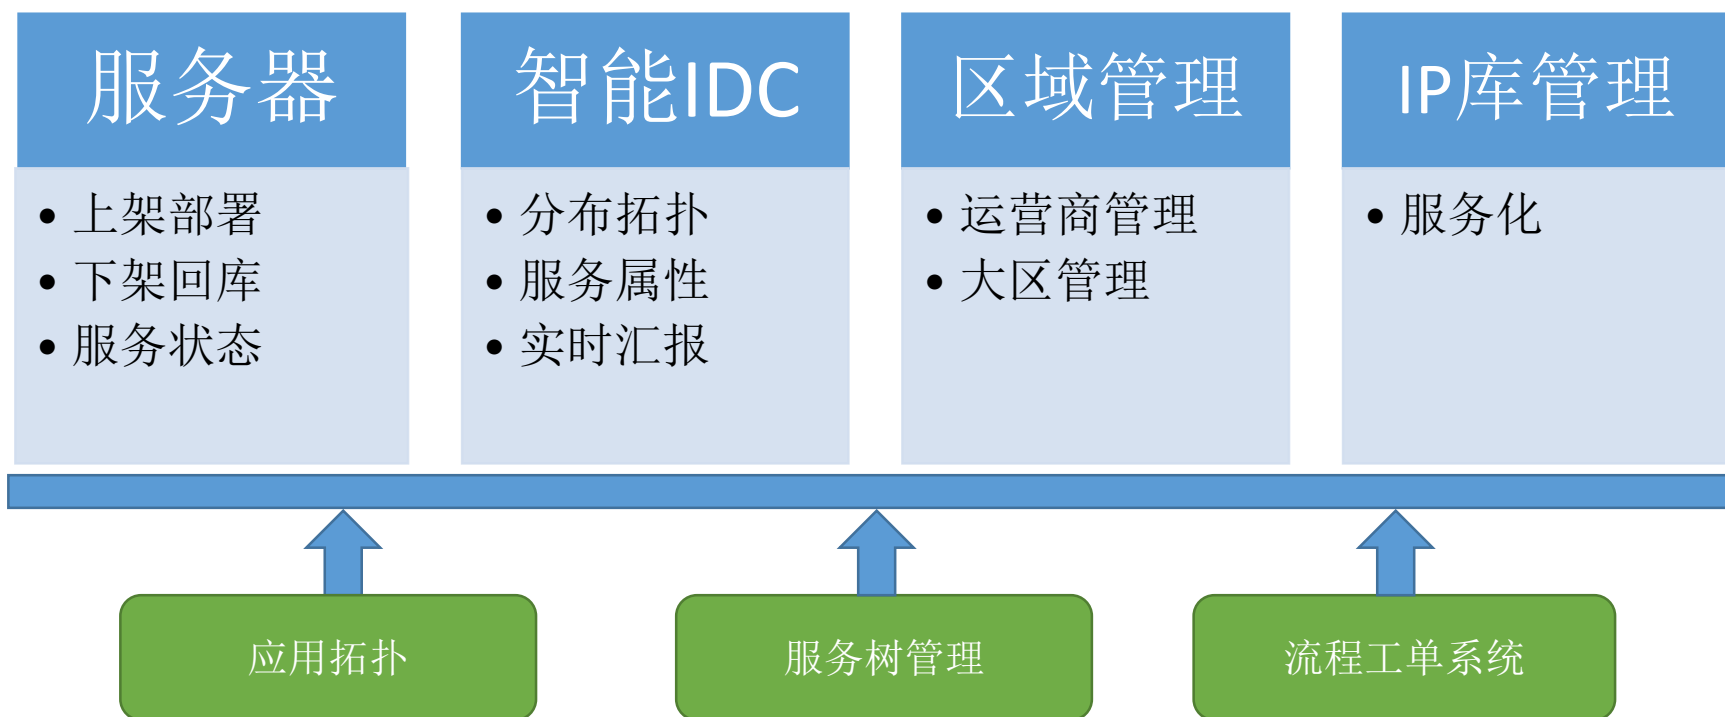 服务器
• 上架部署
• 下架回库
• 服务状态
智能IDC
• 分布拓扑
• 服务属性
• 实时汇报
区域管理
• 运营商管理
• 大区管理
IP库管理
• 服务化
应用拓扑
服务树管理
流程工单系统